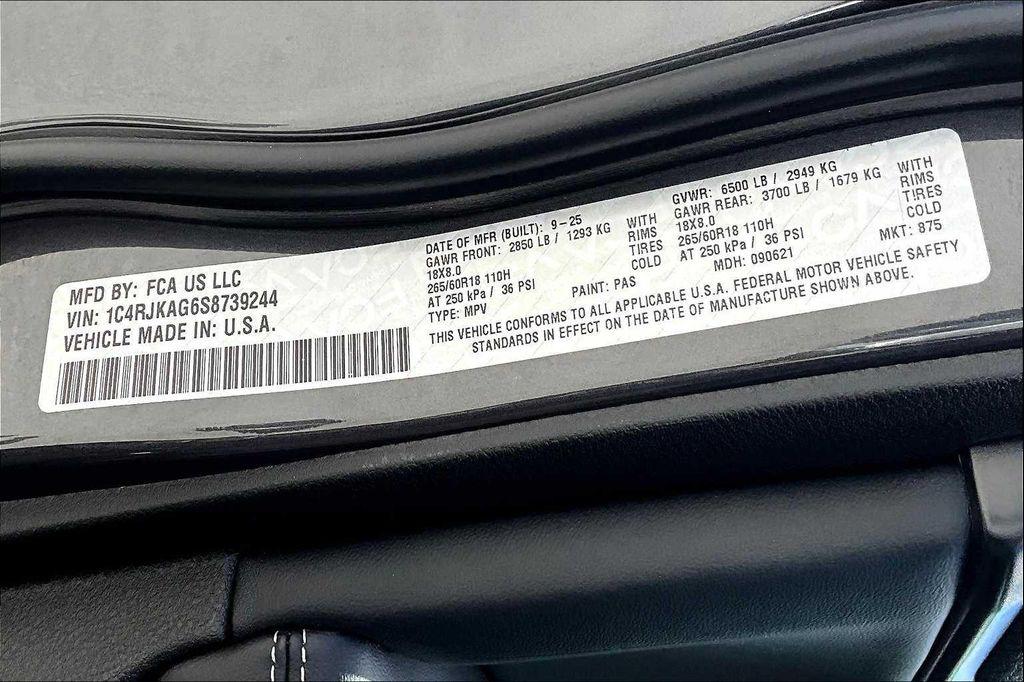 MFD BY: FCA US LLC
VIN: 1C4RJKAG6S8739244
VEHICLE MADE IN: U.S.A.
DATE OF MFR (BUILT): 9-25
GAWR FRONT: 2850 LB / 1293 KG WITH
18X8.0 RIMS
265/60R18 110H TIRES
AT 250 kPa / 36 PSI COLD
TYPE: MPV PAINT: PAS
GVWR: 6500 LB / 2949 KG
GAWR REAR: 3700 LB / 1679 KG WITH
18X8.0 RIMS
265/60R18 110H TIRES
AT 250 kPa / 36 PSI COLD
MDH: 090621 MKT: 875
THIS VEHICLE CONFORMS TO ALL APPLICABLE U.S.A. FEDERAL MOTOR VEHICLE SAFETY
STANDARDS IN EFFECT ON THE DATE OF MANUFACTURE SHOWN ABOVE.